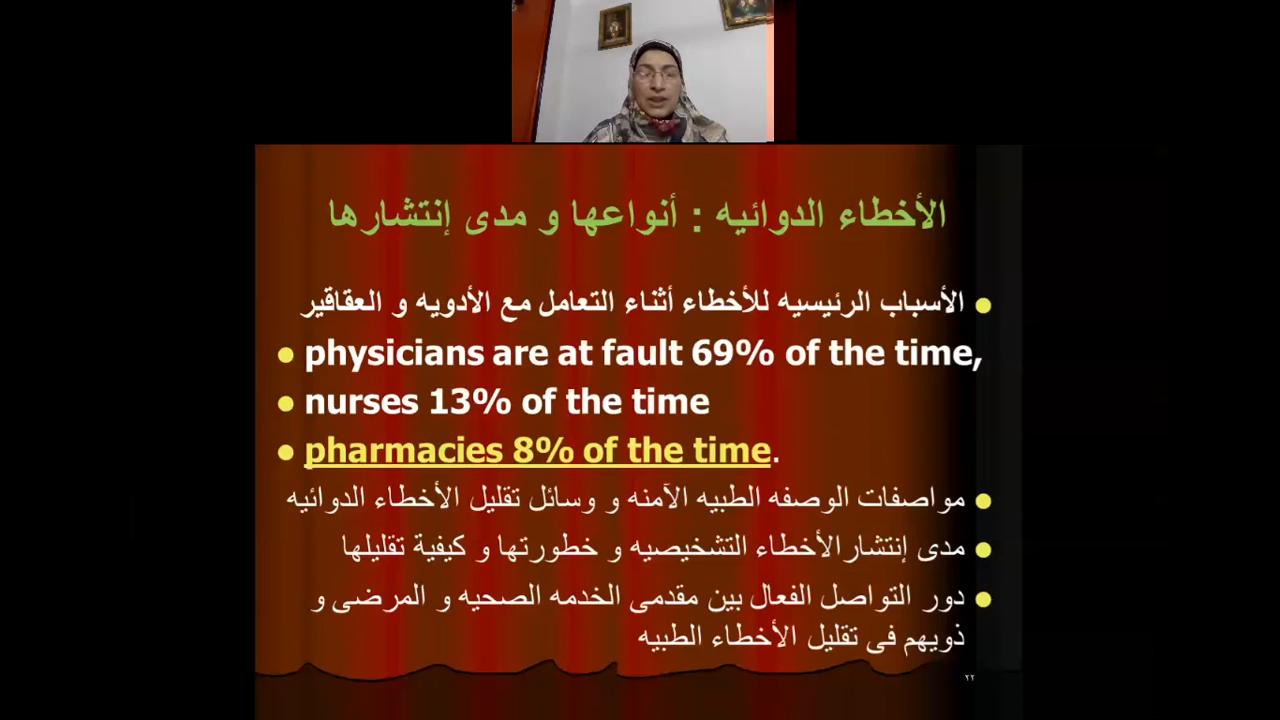 الأخطاء الدوائيه : أنواعها و مدى إنتشارها
الأسباب الرئيسيه للأخطاء أثناء التعامل مع الأدويه و العقاقير
physicians are at fault 69% of the time,
nurses 13% of the time
pharmacies 8% of the time.
مواصفات الوصفه الطبيه الآمنه و وسائل تقليل الأخطاء الدوائيه
مدى إنتشار الأخطاء التشخيصيه و خطورتها و كيفية تقليلها
دور التواصل الفعال بين مقدمى الخدمه الصحيه و المرضى و
ذويهم فى تقليل الأخطاء الطبيه
٢٢